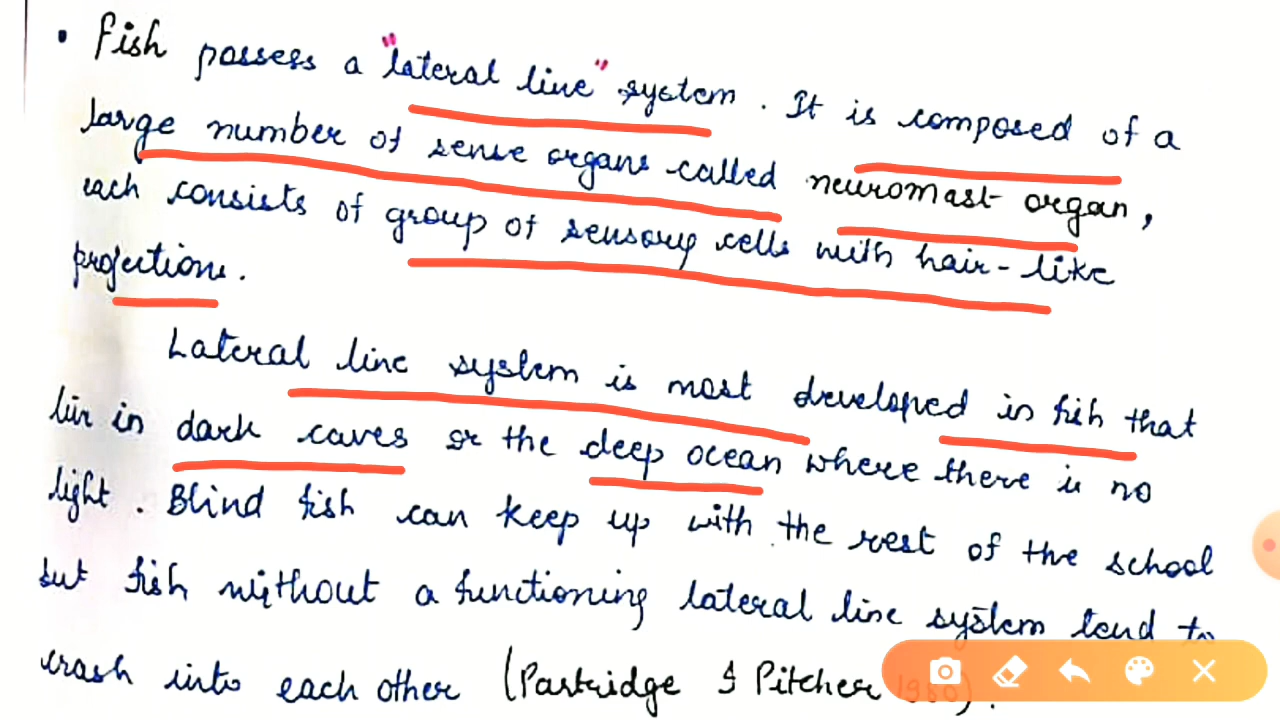 • Fish possess a "lateral line" system. It is composed of a
large number of sense organs called neuromast organ,
each consists of group of sensory cells with hair-like
projections.
Lateral line system is most developed in fish that
live in dark caves or the deep ocean where there is no
light. Blind fish can keep up with the rest of the school
but fish without a functioning lateral line system tend to
crash into each other (Partridge & Pitcher 1980).